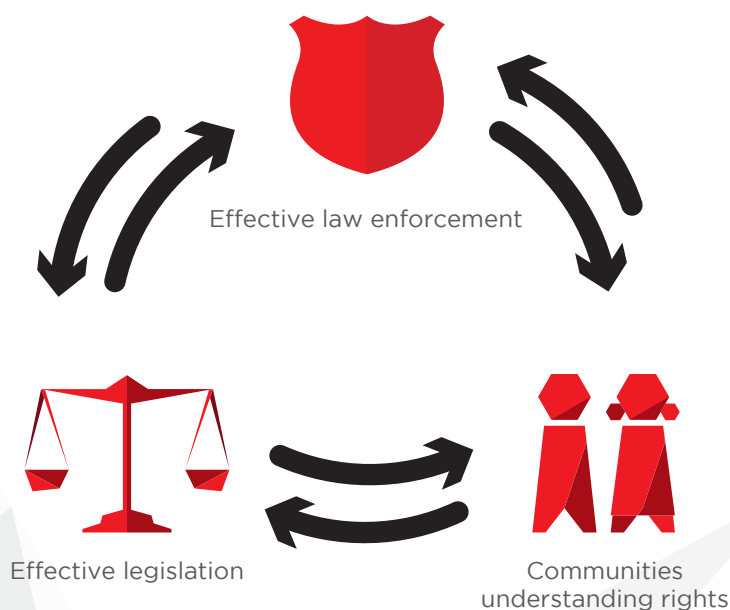 Effective law enforcement
Effective legislation
Communities
understanding rights